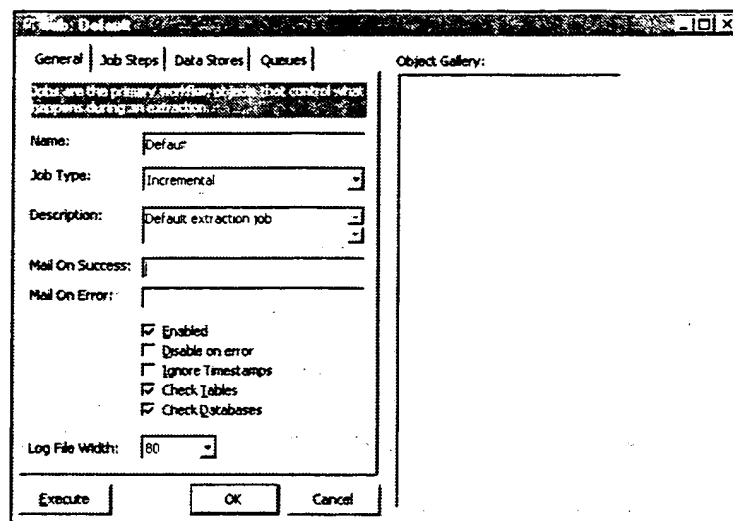 Job: Default
General Job Steps Data Stores Queues
Object Gallery:
Jobs are the primary workflow objects that control what
happens during an extraction.
Name: Default
Job Type: Incremental
Description: Default extraction job
Mail On Success:
Mail On Error:
Enabled
Disable on error
Ignore Timestamps
Check Tables
Check Databases
Log File Width: 80
Execute OK Cancel